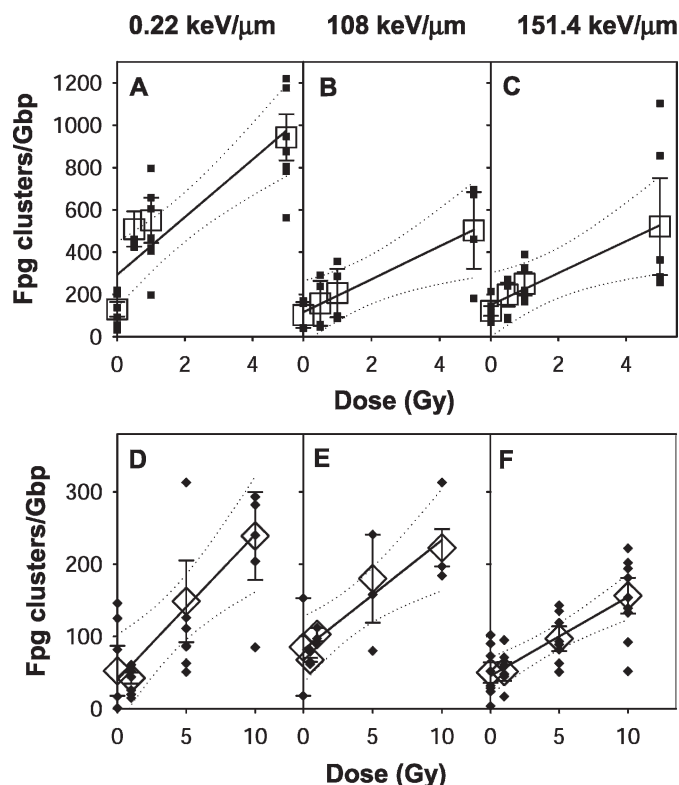 0.22 keV/μm 108 keV/μm 151.4 keV/μm
A B C
Fpg clusters/Gbp
1200
1000
800
600
400
200
0
0 2 4 0 2 4 0 2 4
Dose (Gy)
D E F
Fpg clusters/Gbp
300
200
100
0
0 5 10 0 5 10 0 5 10
Dose (Gy)